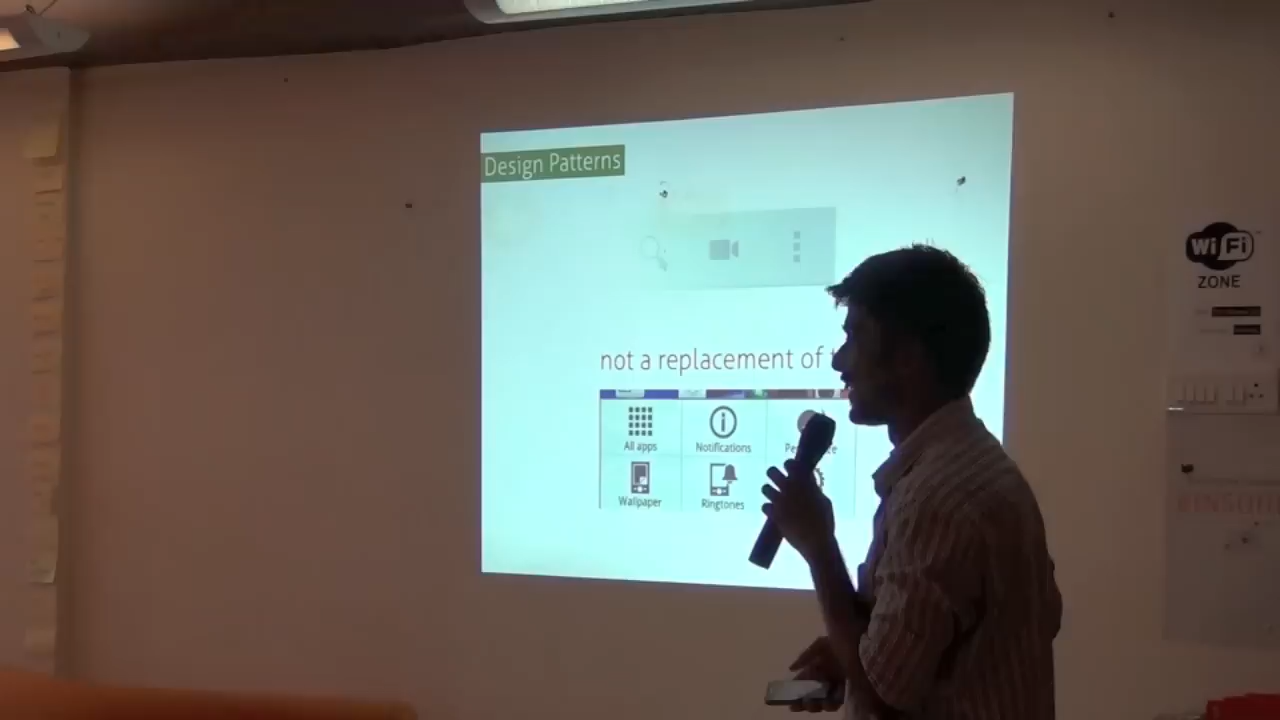 Design Patterns
not a replacement of
All apps
Notifications
Wallpaper
Ringtones
WiFi
ZONE